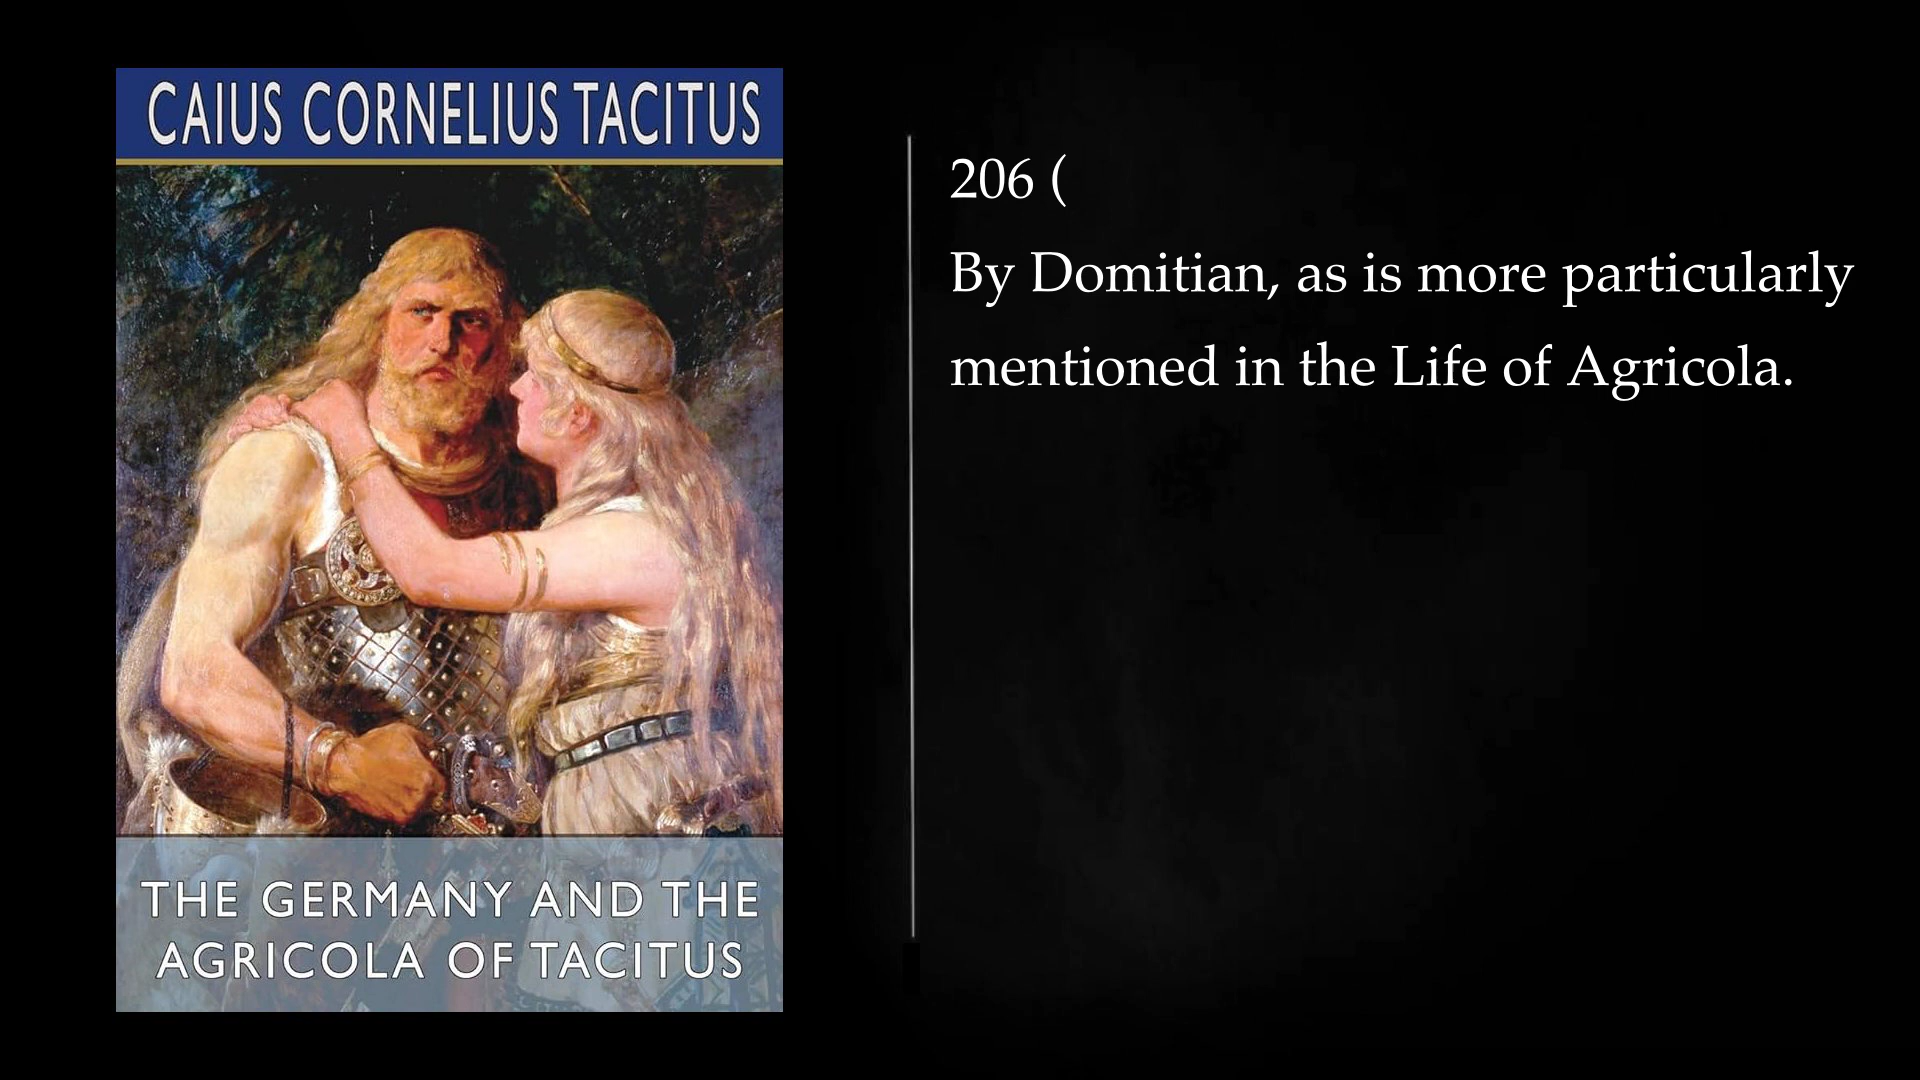 CAIUS CORNELIUS TACITUS
THE GERMANY AND THE
AGRICOLA OF TACITUS
206 (
By Domitian, as is more particularly
mentioned in the Life of Agricola.